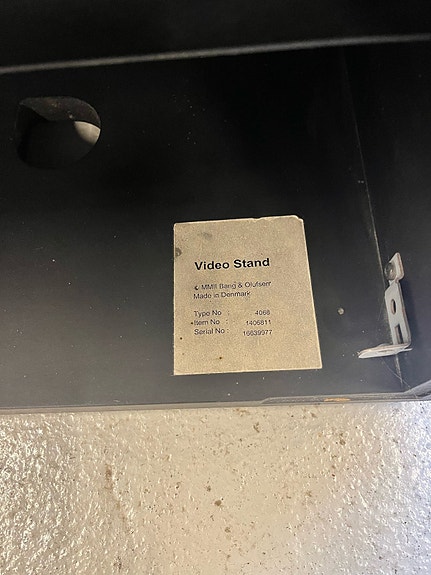 Video Stand
© MMII Bang & Olufsen
Made in Denmark
Type No : 4068
Item No : 1406811
Serial No : 16639977